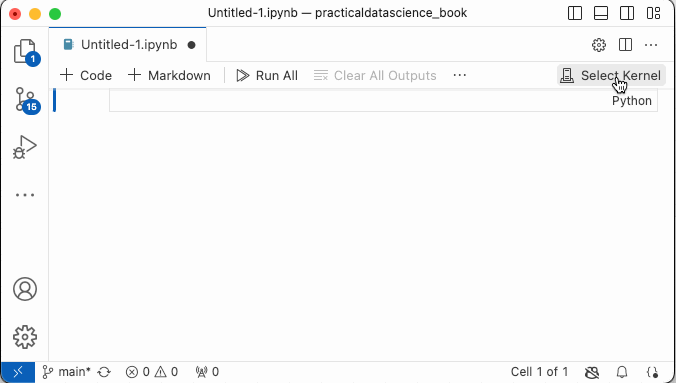 Untitled-1.ipynb — practicaldatascience_book
Untitled-1.ipynb
Code Markdown Run All Clear All Outputs Select Kernel
Python
1
15
main* 0 0 0 Cell 1 of 1